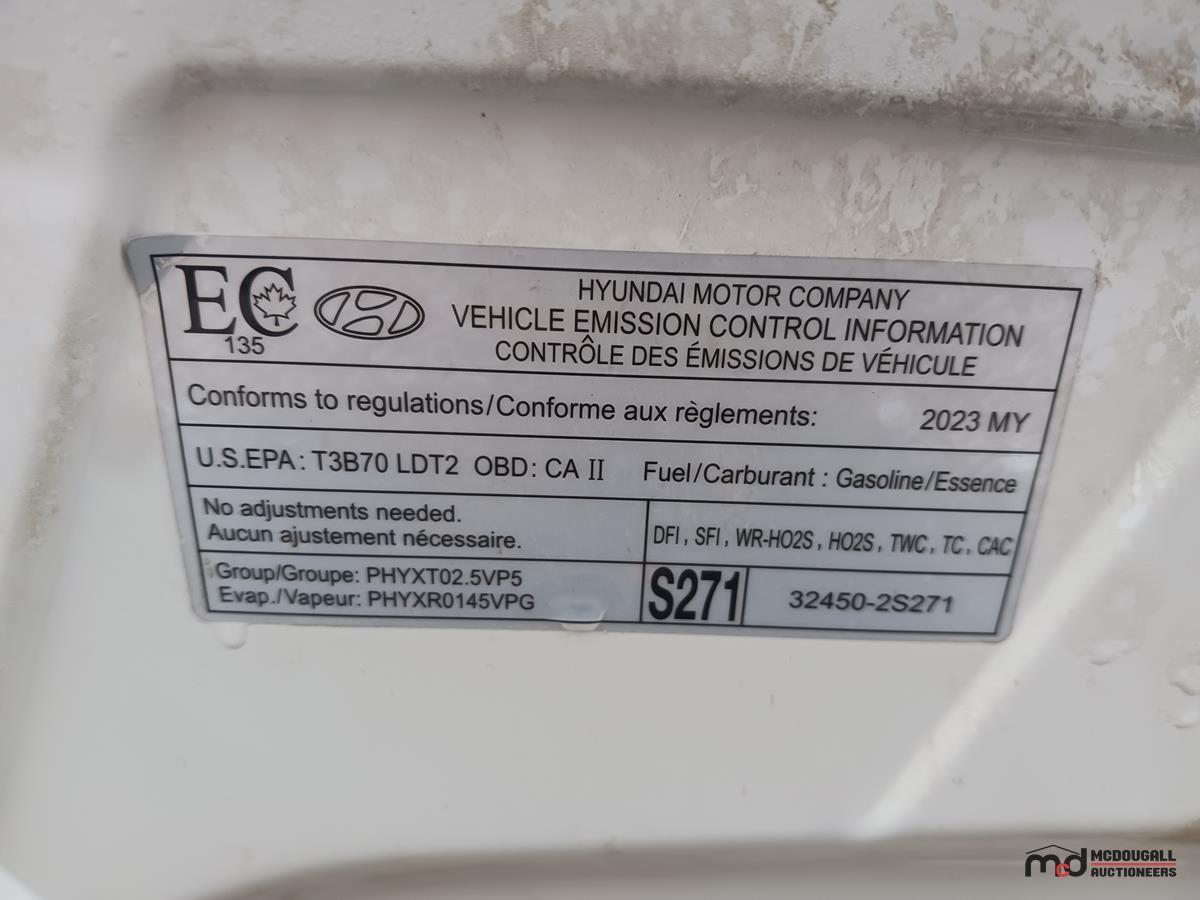 EC
135
HYUNDAI MOTOR COMPANY
VEHICLE EMISSION CONTROL INFORMATION
CONTRÔLE DES ÉMISSIONS DE VÉHICULE
Conforms to regulations/Conforme aux règlements: 2023 MY
U.S.EPA: T3B70 LDT2 OBD: CA II Fuel/Carburant : Gasoline/Essence
No adjustments needed.
Aucun ajustement nécessaire.
DFI, SFI, WR-HO2S, HO2S, TWC, TC, CAC
Group/Groupe: PHYXT02.5VP5
Evap./Vapeur: PHYXR0145VPG
S271
32450-2S271
mcd MCDOUGALL
AUCTIONEERS